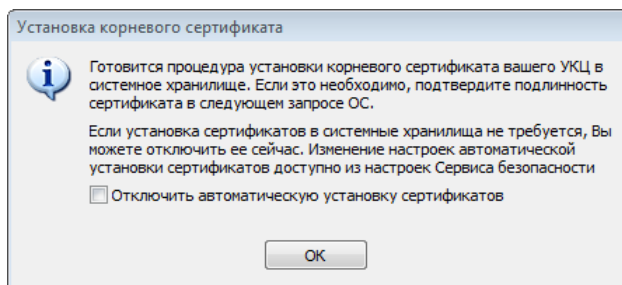 Установка корневого сертификата
Готовится процедура установки корневого сертификата вашего УКЦ в
системное хранилище. Если это необходимо, подтвердите подлинность
сертификата в следующем запросе ОС.
Если установка сертификатов в системные хранилища не требуется, Вы
можете отключить ее сейчас. Изменение настроек автоматической
установки сертификатов доступно из настроек Сервиса безопасности
Отключить автоматическую установку сертификатов
ОК